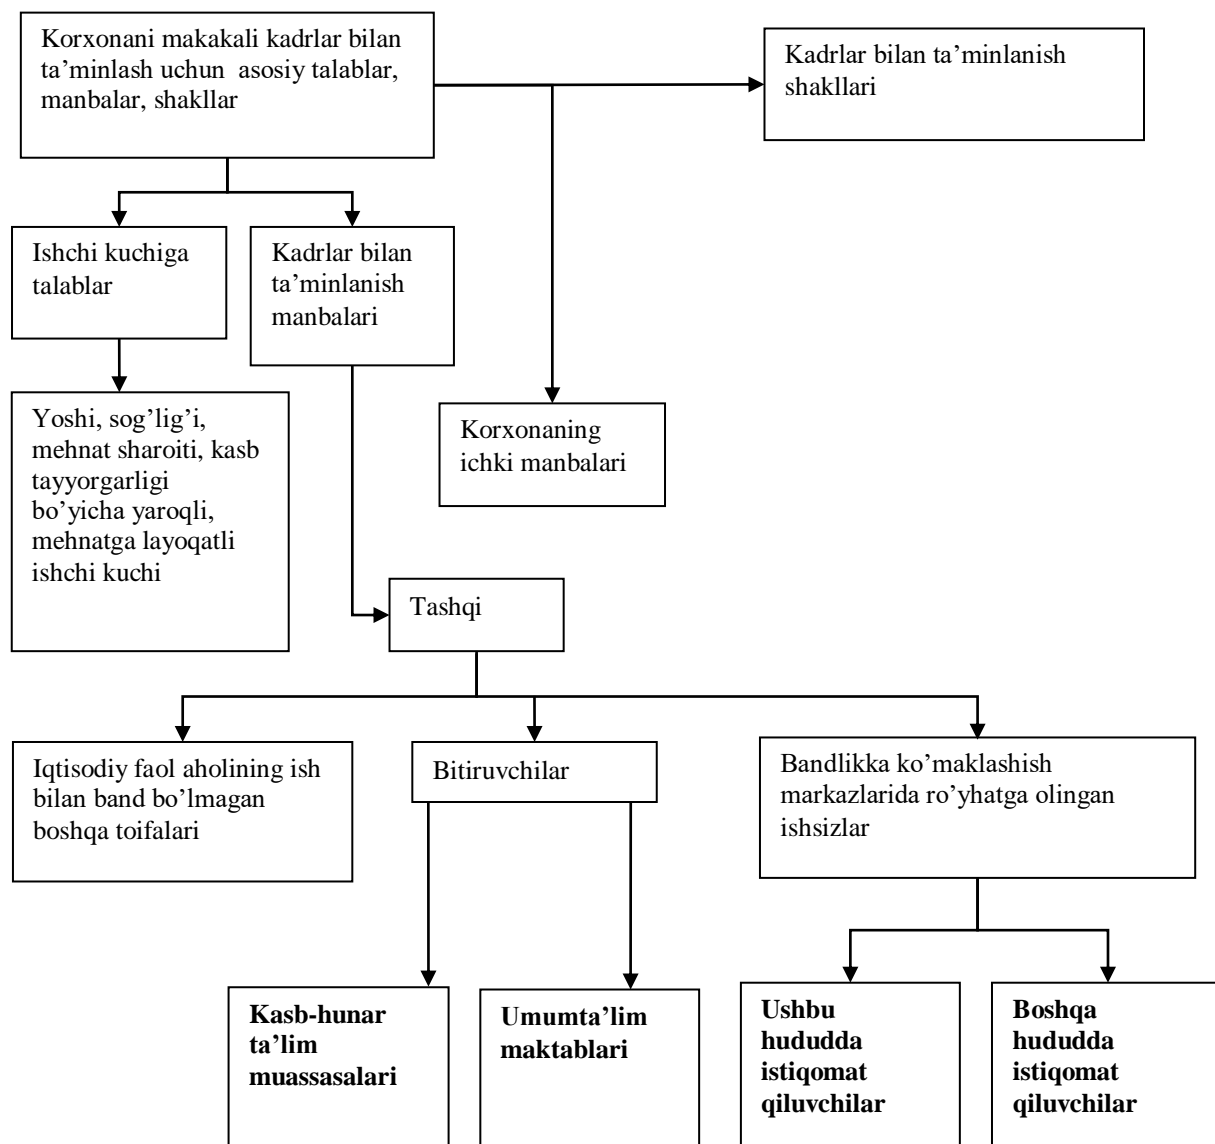 Korxonani makakali kadrlar bilan
ta’minlash uchun  asosiy talablar,
manbalar, shakllar
Kadrlar bilan ta’minlanish
shakllari
Ishchi kuchiga
talablar
Kadrlar bilan
ta’minlanish
manbalari
Yoshi, sog’lig’i,
mehnat sharoiti, kasb
tayyorgarligi
bo’yicha yaroqli,
mehnatga layoqatli
ishchi kuchi
Korxonaning
ichki manbalari
Tashqi
Iqtisodiy faol aholining ish
bilan band bo’lmagan
boshqa toifalari
Bitiruvchilar
Bandlikka ko’maklashish
markazlarida ro’yhatga olingan
ishsizlar
Kasb-hunar
ta’lim
muassasalari
Umumta’lim
maktablari
Ushbu
hududda
istiqomat
qiluvchilar
Boshqa
hududda
istiqomat
qiluvchilar